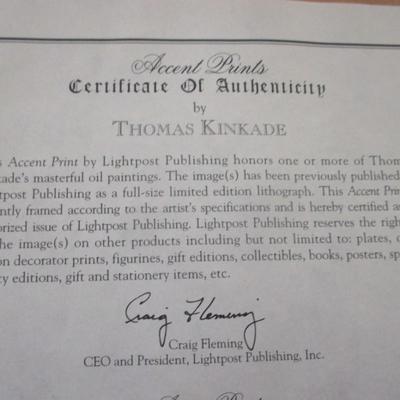 Accent Prints
Certificate Of Authenticity
by
THOMAS KINKADE
s Accent Print by Lightpost Publishing honors one or more of Thom
kade's masterful oil paintings. The image(s) has been previously published
tpost Publishing as a full-size limited edition lithograph. This Accent Prin
ently framed according to the artist's specifications and is hereby certified a
orized issue of Lightpost Publishing. Lightpost Publishing reserves the righ
he image(s) on other products including but not limited to: plates, c
on decorator prints, figurines, gift editions, collectibles, books, posters, sp
ty editions, gift and stationery items, etc.
Craig Fleming
Craig Fleming
CEO and President, Lightpost Publishing, Inc.